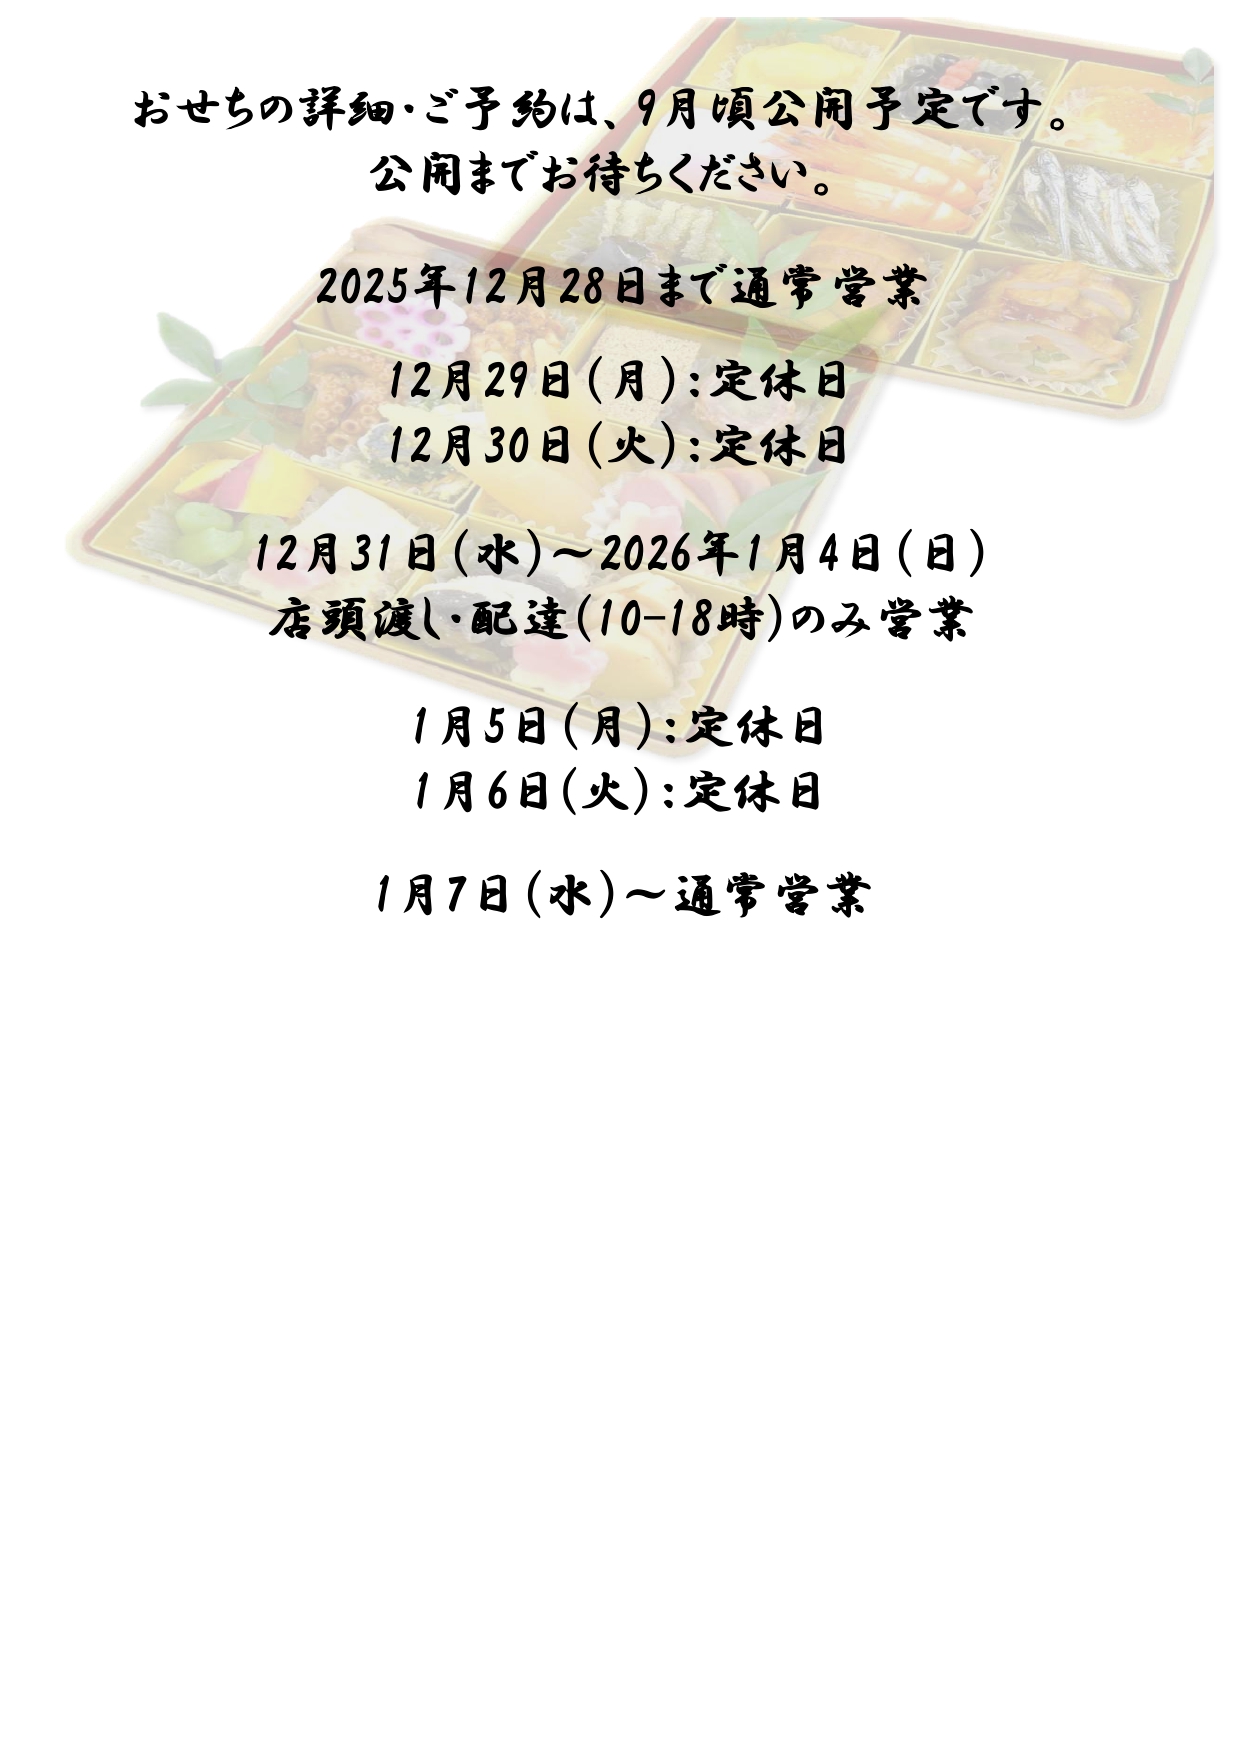 おせちの詳細・ご予約は、9月頃公開予定です。
公開までお待ちください。
2025年12月28日まで通常営業
12月29日(月):定休日
12月30日(火):定休日
12月31日(水)～2026年1月4日(日)
店頭渡し・配達(10-18時)のみ営業
1月5日(月):定休日
1月6日(火):定休日
1月7日(水)～通常営業